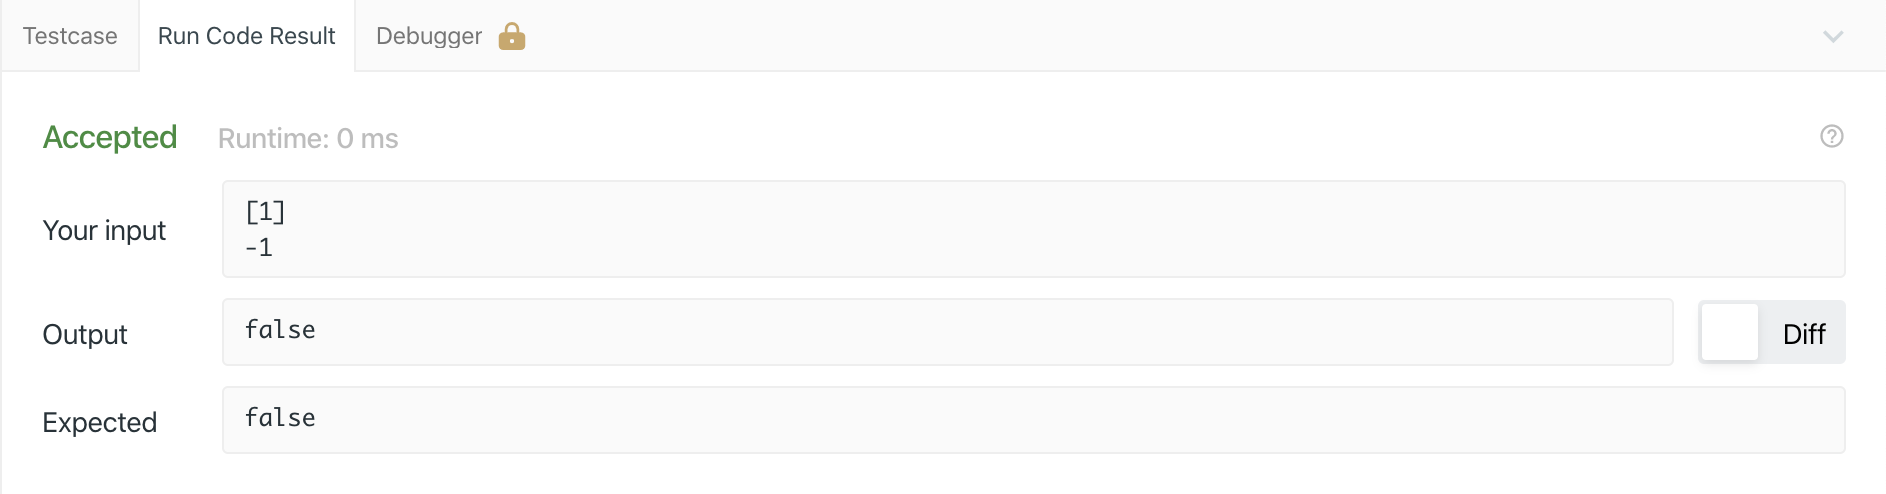 Testcase Run Code Result Debugger
Accepted Runtime: 0 ms
Your input
[1]
-1
Output false Diff
Expected false